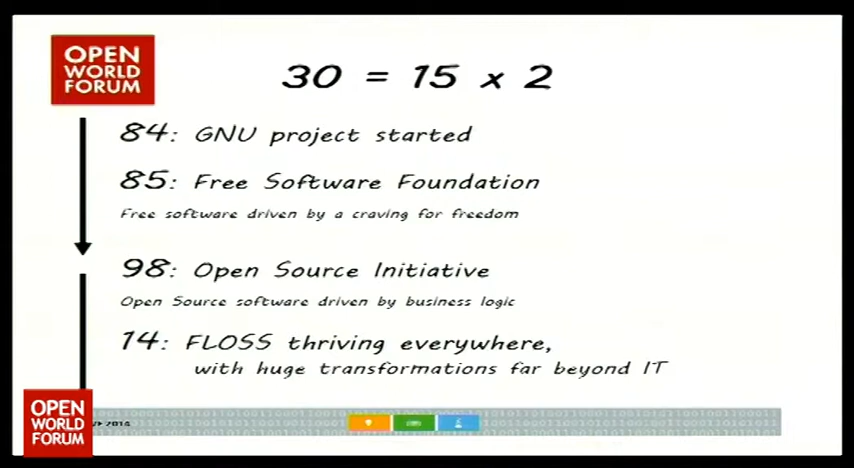 OPEN
WORLD
FORUM
30 = 15 x 2
84: GNU project started
85: Free Software Foundation
Free software driven by a craving for freedom
98: Open Source Initiative
Open Source software driven by business logic
14: FLOSS thriving everywhere,
with huge transformations far beyond IT
OPEN
WORLD
FORUM
2014